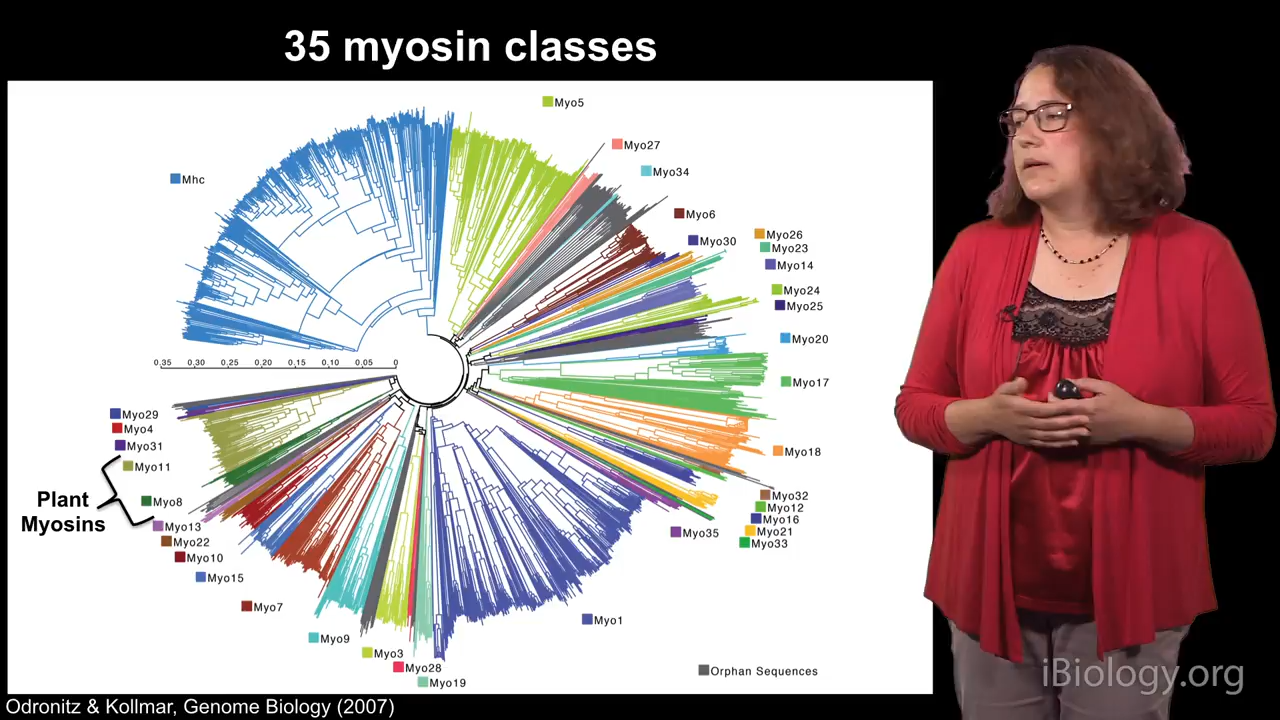 35 myosin classes
Myo5
Myo27
Myo34
Mhc
Myo6
Myo26
Myo30
Myo23
Myo14
Myo24
Myo25
Myo20
0.35 0.30 0.25 0.20 0.15 0.10 0.05 0
Myo17
Myo29
Myo4
Myo31
Myo11
Myo18
Plant
Myosins
Myo8
Myo13
Myo22
Myo10
Myo15
Myo7
Myo9
Myo3
Myo28
Myo19
Myo32
Myo12
Myo16
Myo21
Myo33
Myo35
Myo1
Orphan Sequences
iBiology.org
Odronitz & Kollmar, Genome Biology (2007)